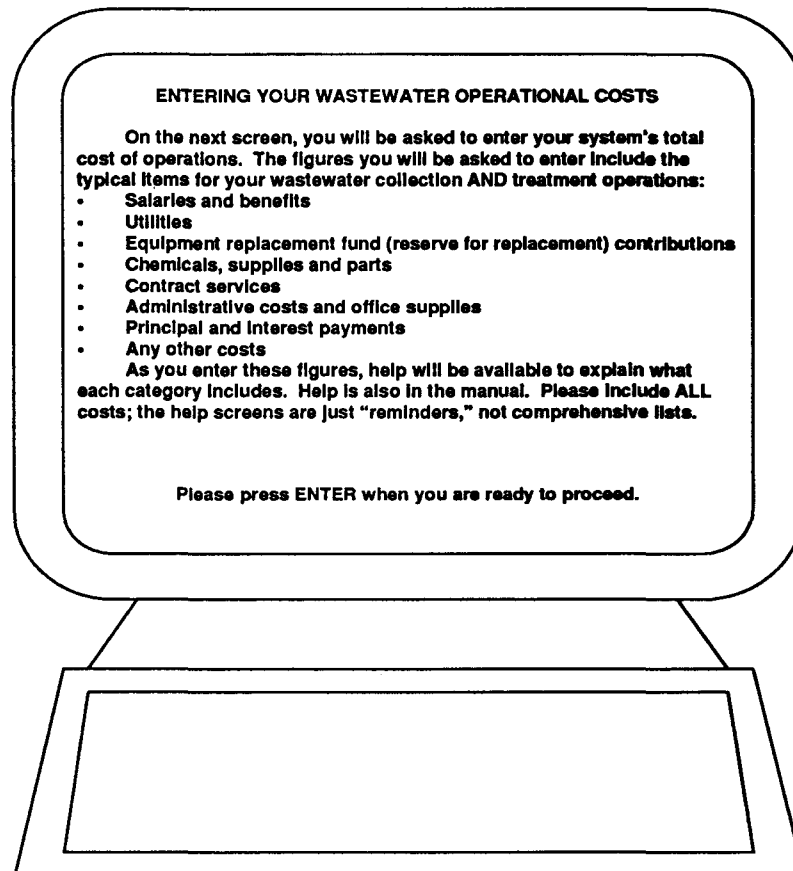 ENTERING YOUR WASTEWATER OPERATIONAL COSTS
On the next screen, you will be asked to enter your system's total
cost of operations. The figures you will be asked to enter include the
typical items for your wastewater collection AND treatment operations:
• Salaries and benefits
• Utilities
• Equipment replacement fund (reserve for replacement) contributions
• Chemicals, supplies and parts
• Contract services
• Administrative costs and office supplies
• Principal and interest payments
• Any other costs
As you enter these figures, help will be available to explain what
each category includes. Help is also in the manual. Please include ALL
costs; the help screens are just “reminders,” not comprehensive lists.
Please press ENTER when you are ready to proceed.